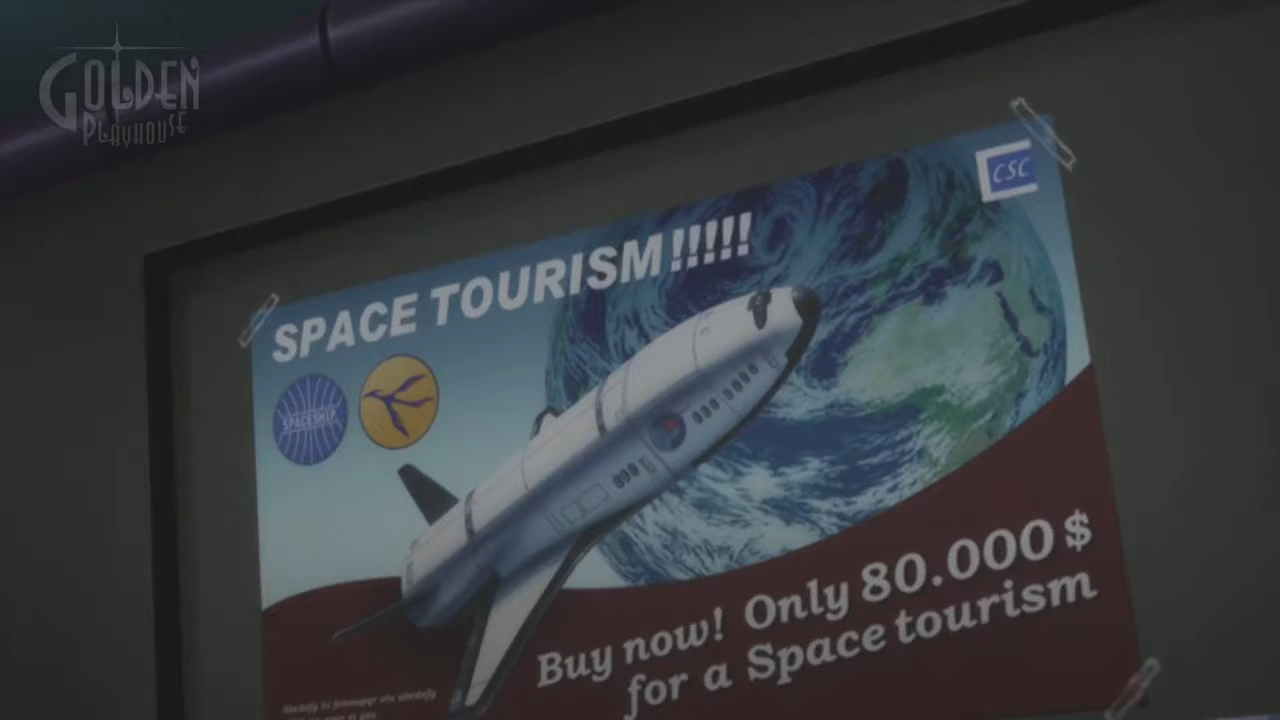 GOLDEN
PLAYHOUSE
CSC
SPACE TOURISM!!!!!
SPACESHIP
Buy now! Only 80.000 $
for a Space tourism